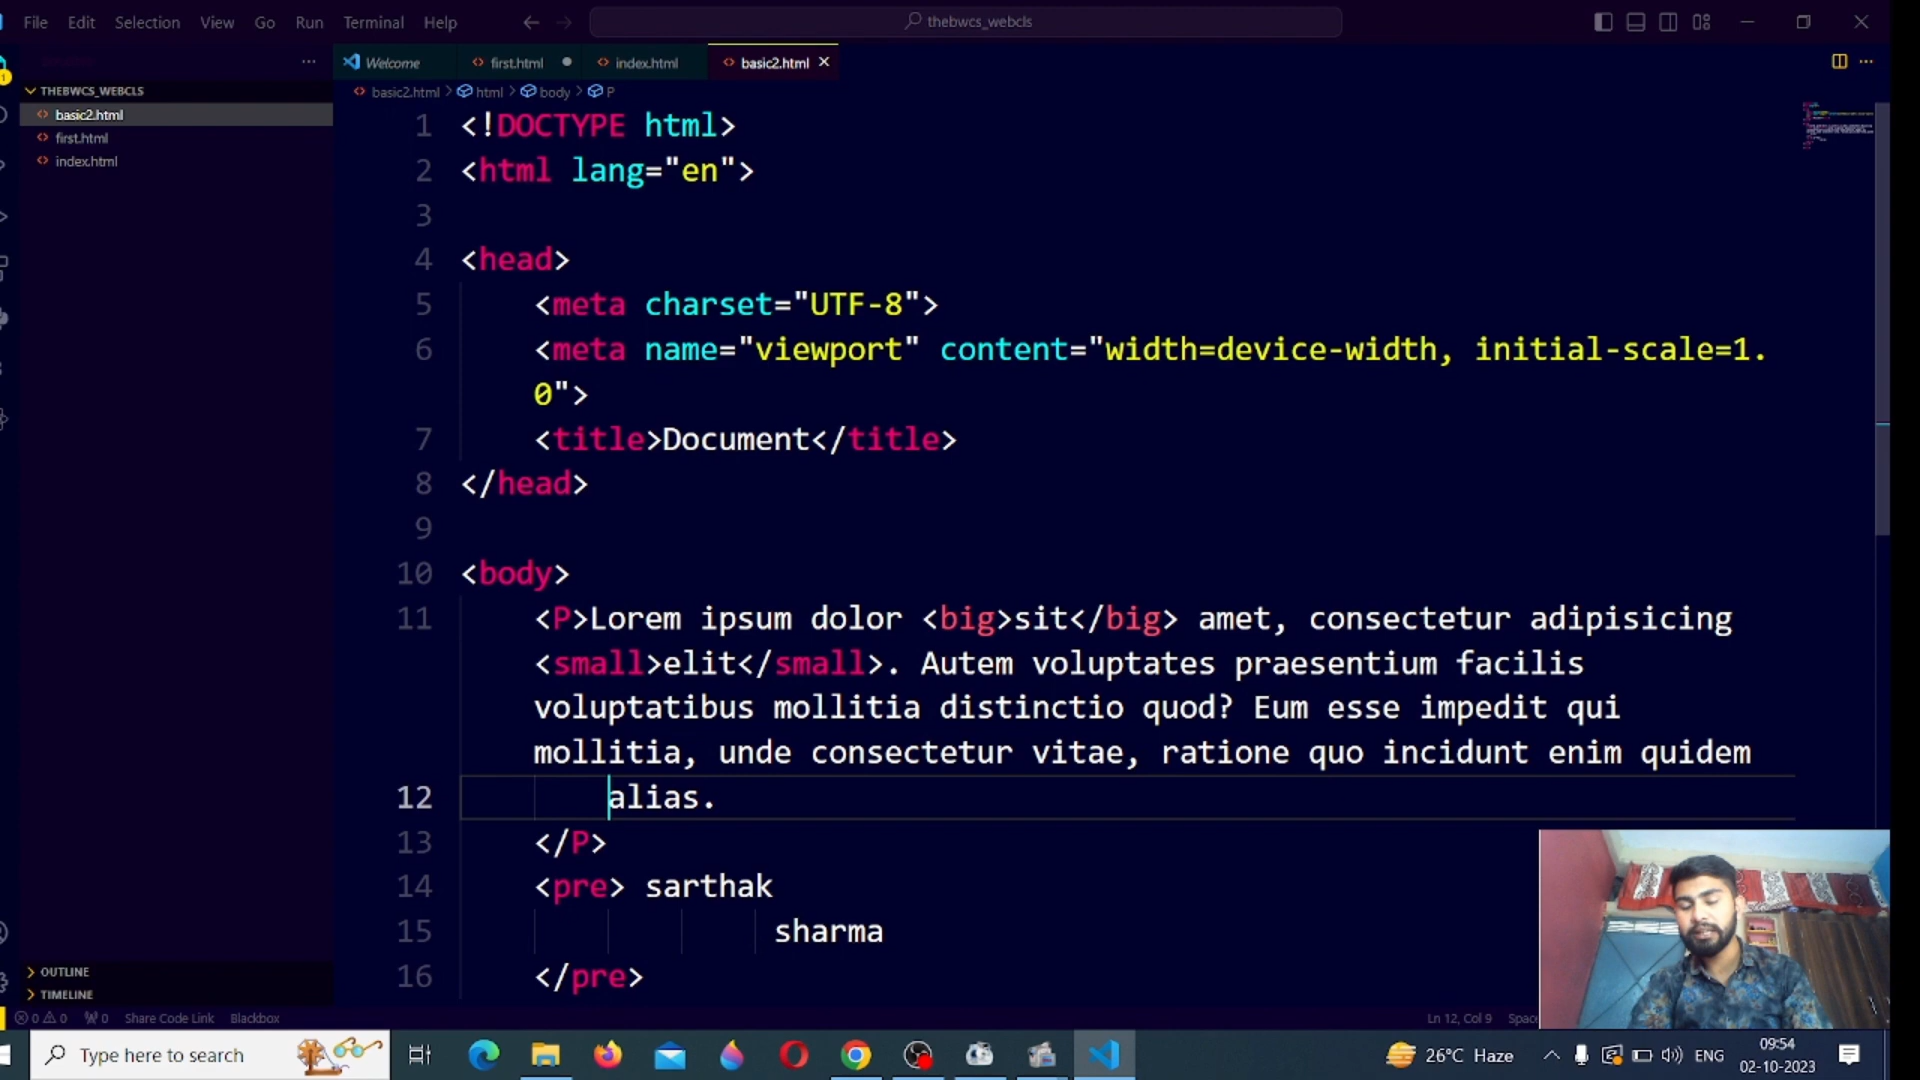 File Edit Selection View Go Run Terminal Help
thebwcs_webcls
Welcome first.html index.html basic2.html
THEBWCS_WEBCLS
basic2.html > html > body > P
basic2.html
first.html
index.html
1 <!DOCTYPE html>
2 <html lang="en">
3
4 <head>
5 <meta charset="UTF-8">
6 <meta name="viewport" content="width=device-width, initial-scale=1.
0">
7 <title>Document</title>
8 </head>
9
10 <body>
11 <P>Lorem ipsum dolor <big>sit</big> amet, consectetur adipisicing
<small>elit</small>. Autem voluptates praesentium facilis
voluptatibus mollitia distinctio quod? Eum esse impedit qui
mollitia, unde consectetur vitae, ratione quo incidunt enim quidem
12 alias.
13 </P>
14 <pre> sarthak
15 sharma
16 </pre>
OUTLINE
TIMELINE
0 0 0 Share Code Link Blackbox Ln 12, Col 9
Type here to search 26°C Haze ENG 09:54
02-10-2023